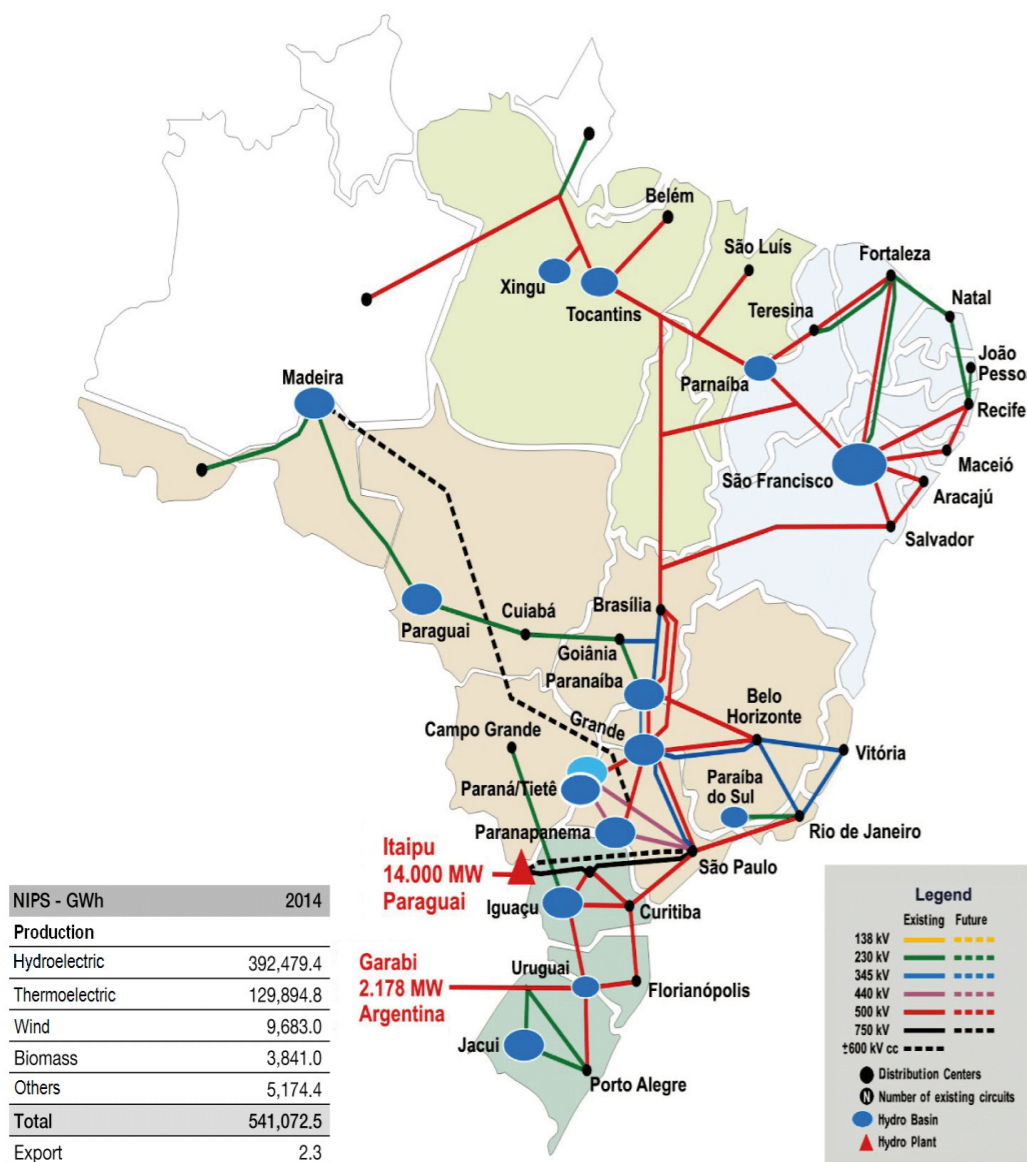 Belém
São Luís
Fortaleza
Xingu
Tocantins
Teresina
Natal
João
Pessoa
Madeira
Parnaíba
Recife
São Francisco
Maceió
Aracajú
Salvador
Brasília
Cuiabá
Paraguai
Goiânia
Paranaíba
Belo
Horizonte
Grande
Campo Grande
Vitória
Paraíba
do Sul
Paraná/Tietê
Paranapanema
Rio de Janeiro
Itaipu
14.000 MW
Paraguai
São Paulo
Iguaçu
Curitiba
Garabi
2.178 MW
Argentina
Uruguai
Florianópolis
Jacui
Porto Alegre
NIPS - GWh 2014
Production
Hydroelectric 392,479.4
Thermoelectric 129,894.8
Wind 9,683.0
Biomass 3,841.0
Others 5,174.4
Total 541,072.5
Export 2.3
Legend
Existing Future
138 kV
230 kV
345 kV
440 kV
500 kV
750 kV
±600 kV cc
Distribution Centers
N Number of existing circuits
Hydro Basin
Hydro Plant